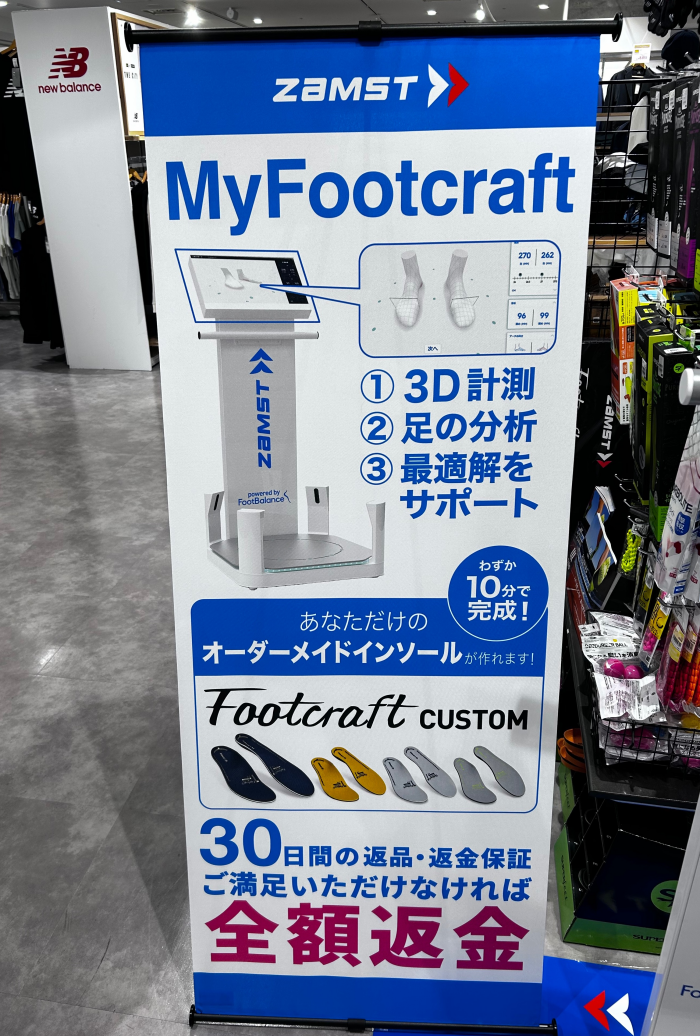 new balance
ZAMST
MyFootcraft
270 262
96 99
次へ
ZAMST
powered by
FootBalance
① 3D計測
② 足の分析
③ 最適解を
サポート
わずか
10分で
完成!
あなただけの
オーダーメイドインソールが作れます!
Footcraft CUSTOM
30日間の返品・返金保証
ご満足いただけなければ
全額返金
ZAMST